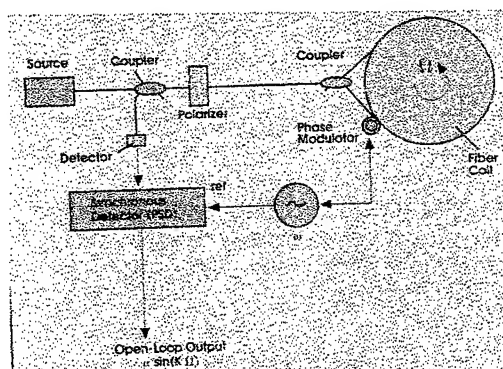 Source
Coupler
Polarizer
Coupler
Ω
Phase
Modulator
Fiber
Coil
Detector
Synchronous
Detector (PSD)
ref
~
ω
Open-Loop Output
α sin(K Ω)